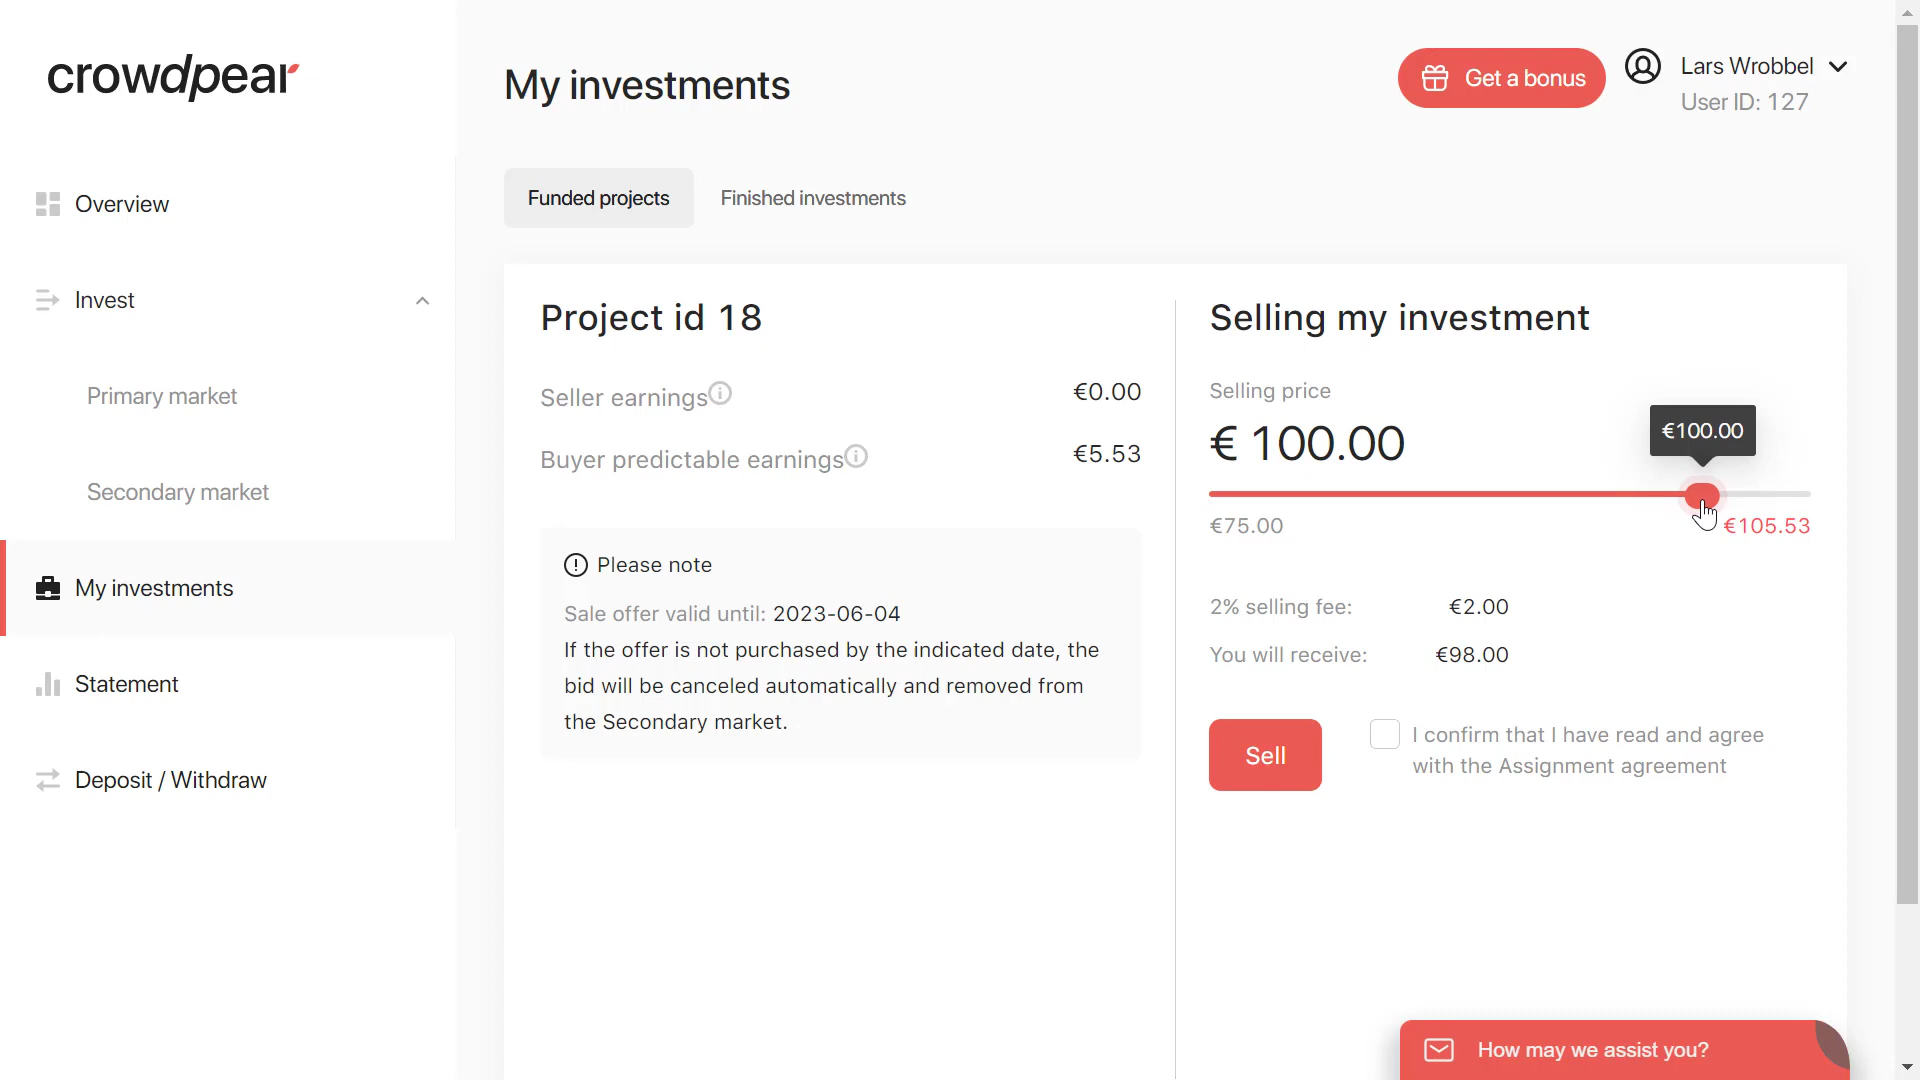 crowdpear
My investments
Get a bonus
Lars Wrobbel
User ID: 127
Overview
Invest
Primary market
Secondary market
My investments
Statement
Deposit / Withdraw
Funded projects
Finished investments
Project id 18
Seller earnings
€0.00
Buyer predictable earnings
€5.53
Please note
Sale offer valid until: 2023-06-04
If the offer is not purchased by the indicated date, the
bid will be canceled automatically and removed from
the Secondary market.
Selling my investment
Selling price
€ 100.00
€100.00
€75.00
€105.53
2% selling fee: €2.00
You will receive: €98.00
Sell
I confirm that I have read and agree
with the Assignment agreement
How may we assist you?